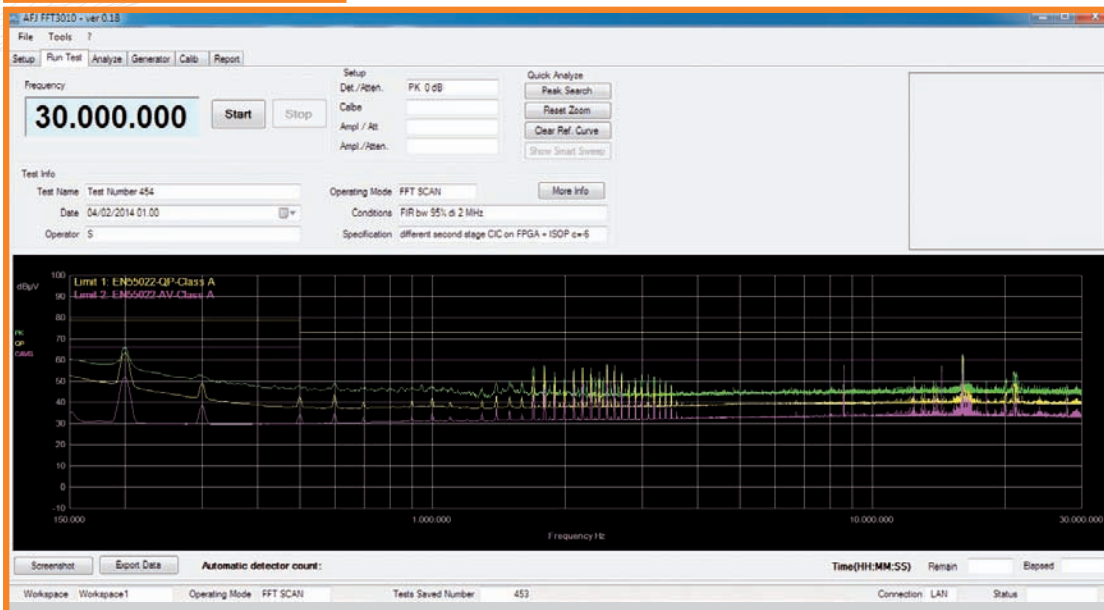 AFJ FFT3010 - ver 0.18
File Tools ?
Setup Run Test Analyze Generator Calib Report
Frequency
30.000.000
Start Stop
Setup
Det./Atten. PK 0 dB
Calbe
Ampl / Att
Ampl./Atten.
Quick Analyze
Peak Search
Reset Zoom
Clear Ref. Curve
Show Smart Sweep
Test Info
Test Name Test Number 454
Date 04/02/2014 01.00
Operator S
Operating Mode FFT SCAN More Info
Conditions FIR bw 95% di 2 MHz
Specification different second stage CIC on FPGA + ISOP c=-6
dBµV
PK
QP
CAVG
100
90
80
70
60
50
40
30
20
10
0
-10
Limit 1: EN55022-QP-Class A
Limit 2: EN55022-AV-Class A
150.000 1.000.000 10.000.000 30.000.000
Frequency Hz
Screenshot Export Data Automatic detector count: Time(HH:MM:SS) Remain Elapsed
Workspace Workspace1 Operating Mode FFT SCAN Tests Saved Number 453 Connection LAN Status